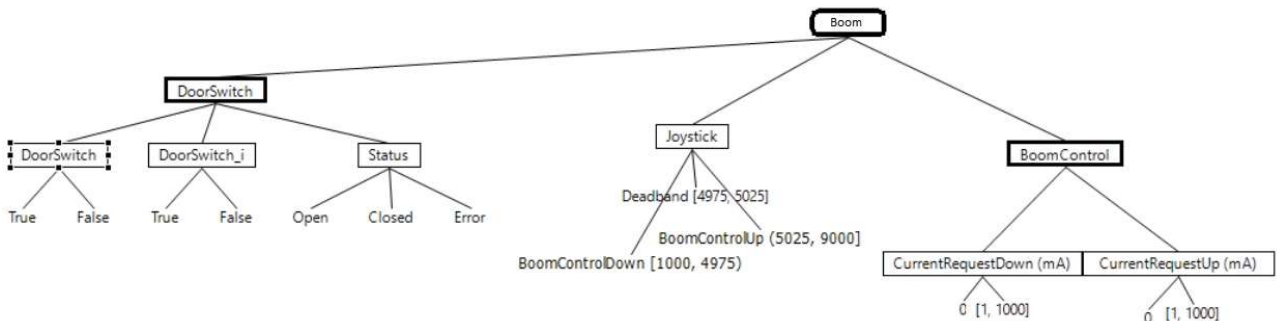 Boom
DoorSwitch
DoorSwitch
DoorSwitch_i
Status
Joystick
BoomControl
True
False
True
False
Open
Closed
Error
Deadband [4975, 5025]
BoomControlUp (5025, 9000]
BoomControlDown [1000, 4975)
CurrentRequestDown (mA)
CurrentRequestUp (mA)
0
[1, 1000]
0
[1, 1000]